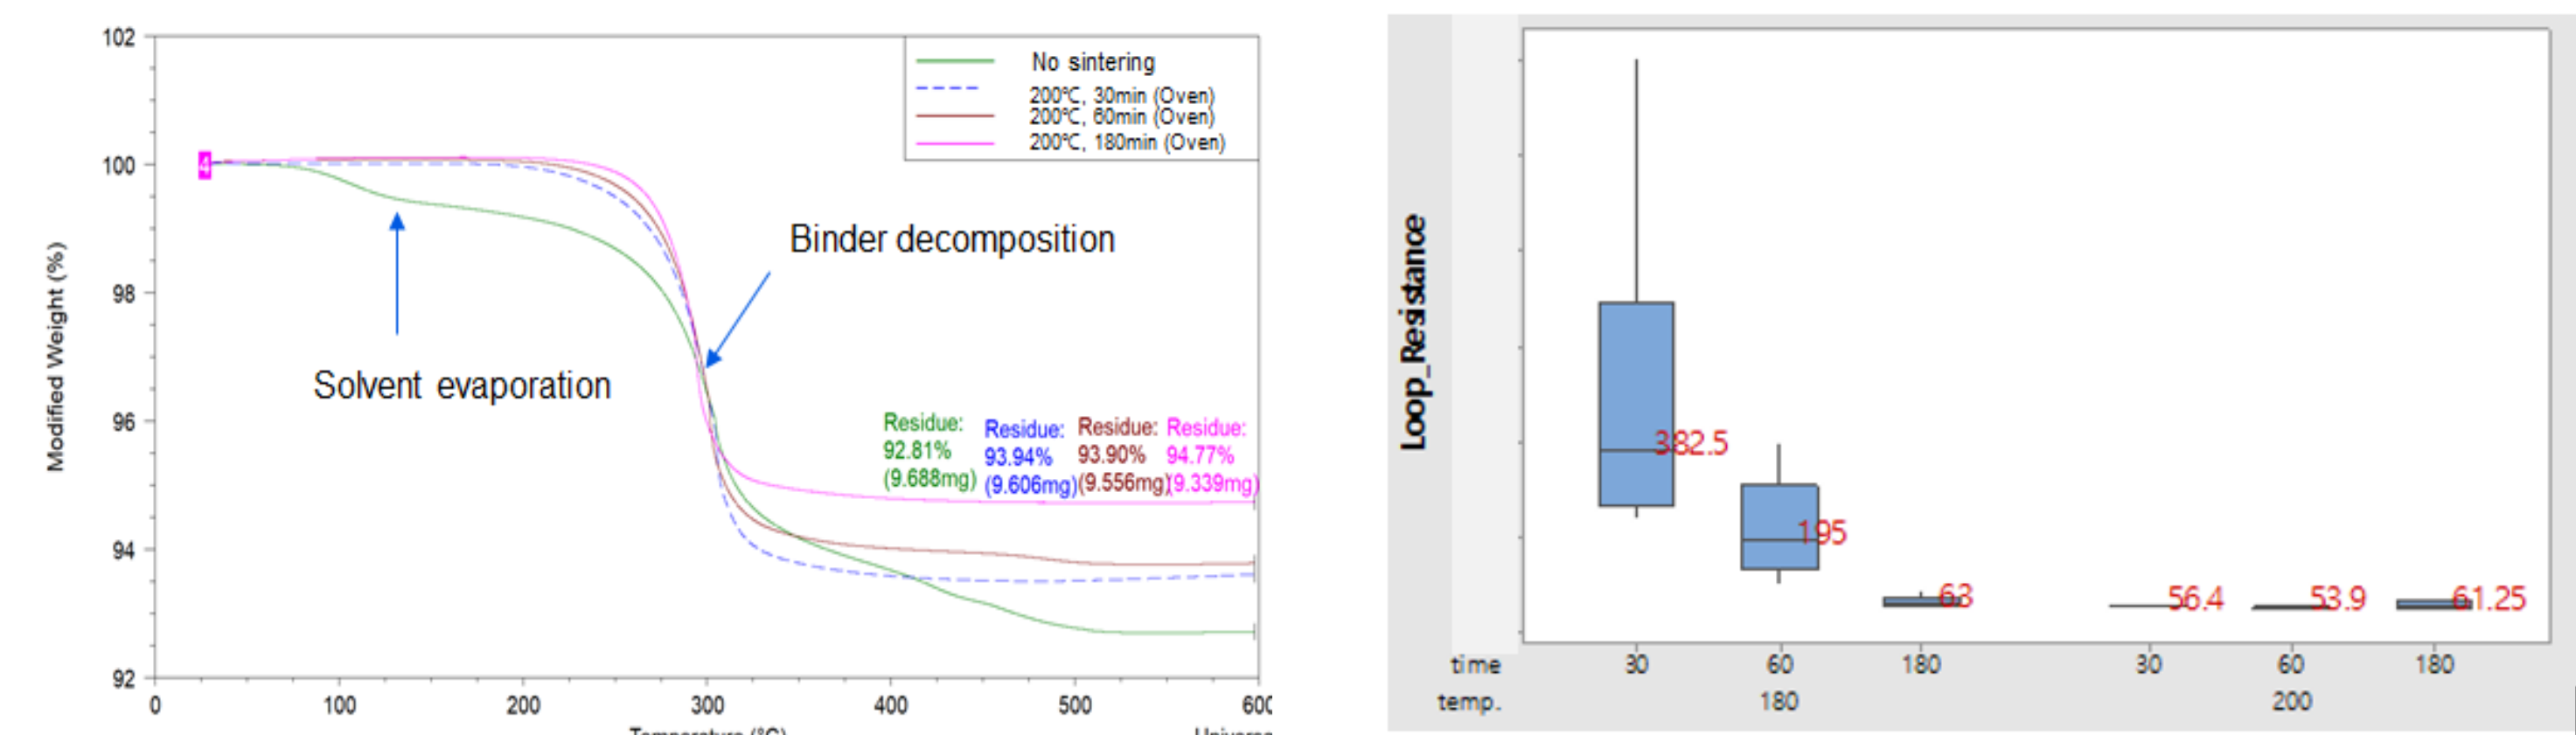 102
100
98
96
94
92
Modified Weight (%)
4
No sintering
200℃, 30min (Oven)
200℃, 60min (Oven)
200℃, 180min (Oven)
Solvent evaporation
Binder decomposition
Residue:
92.81%
(9.688mg)
Residue:
93.94%
(9.606mg)
Residue:
93.90%
(9.556mg)
Residue:
94.77%
(9.339mg)
0 100 200 300 400 500 600
Temperature (°C)
Loop_Resistance
382.5
195
63
56.4
53.9
61.25
time 30 60 180 30 60 180
temp. 180 200